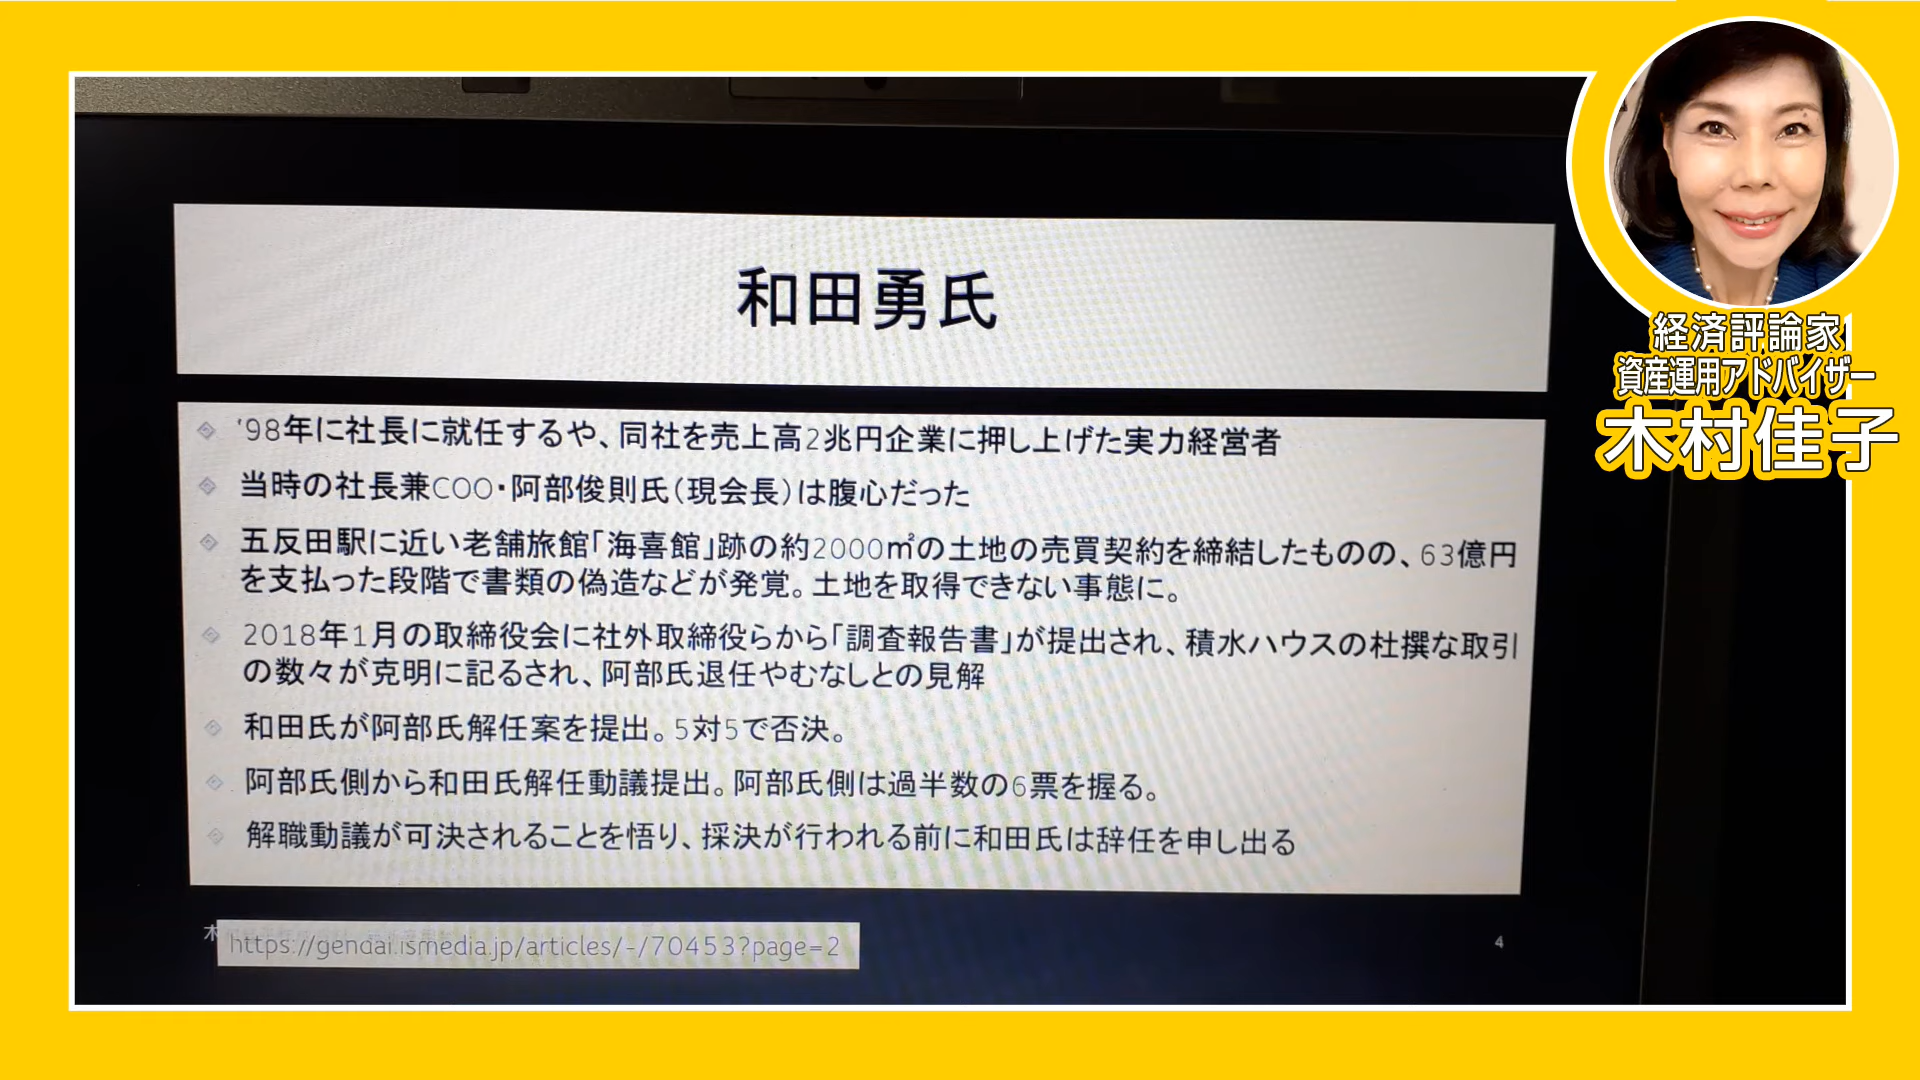 和田勇氏
'98年に社長に就任するや、同社を売上高2兆円企業に押し上げた実力経営者
当時の社長兼COO・阿部俊則氏(現会長)は腹心だった
五反田駅に近い老舗旅館「海喜館」跡の約2000㎡の土地の売買契約を締結したものの、63億円
を支払った段階で書類の偽造などが発覚。土地を取得できない事態に。
2018年1月の取締役会に社外取締役らから「調査報告書」が提出され、積水ハウスの杜撰な取引
の数々が克明に記るされ、阿部氏退任やむなしとの見解
和田氏が阿部氏解任案を提出。5対5で否決。
阿部氏側から和田氏解任動議提出。阿部氏側は過半数の6票を握る。
解職動議が可決されることを悟り、採決が行われる前に和田氏は辞任を申し出る
木
https://gendai.ismedia.jp/articles/-/70453?page=2
4
経済評論家
資産運用アドバイザー
木村佳子